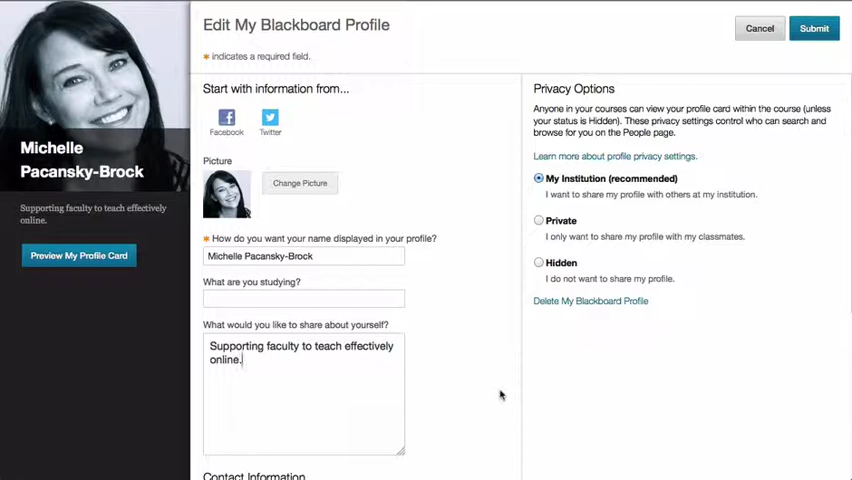 Michelle
Pacansky-Brock
Supporting faculty to teach effectively
online.
Preview My Profile Card
Edit My Blackboard Profile
Cancel
Submit
* indicates a required field.
Start with information from...
Facebook
Twitter
Picture
Change Picture
* How do you want your name displayed in your profile?
Michelle Pacansky-Brock
What are you studying?
What would you like to share about yourself?
Supporting faculty to teach effectively
online.
Contact Information
Privacy Options
Anyone in your courses can view your profile card within the course (unless
your status is Hidden). These privacy settings control who can search and
browse for you on the People page.
Learn more about profile privacy settings.
My Institution (recommended)
I want to share my profile with others at my institution.
Private
I only want to share my profile with my classmates.
Hidden
I do not want to share my profile.
Delete My Blackboard Profile